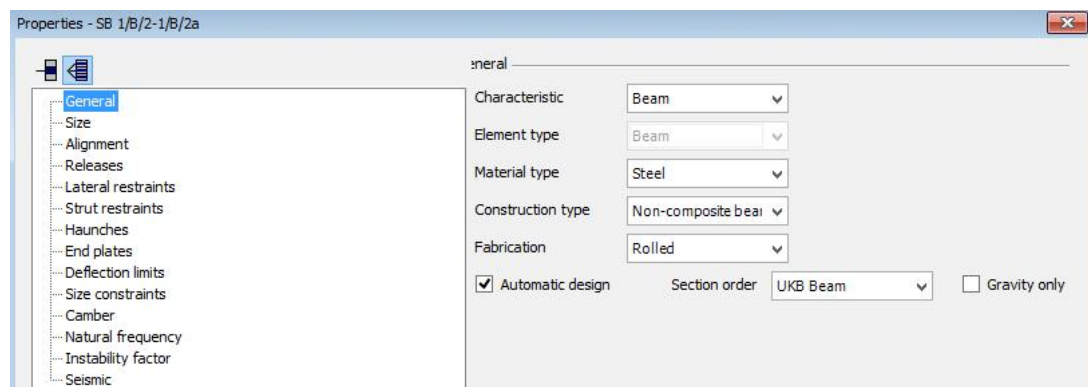 Properties - SB 1/B/2-1/B/2a
General
Size
Alignment
Releases
Lateral restraints
Strut restraints
Haunches
End plates
Deflection limits
Size constraints
Camber
Natural frequency
Instability factor
Seismic
eneral
Characteristic Beam
Element type Beam
Material type Steel
Construction type Non-composite bear
Fabrication Rolled
Automatic design Section order UKB Beam Gravity only